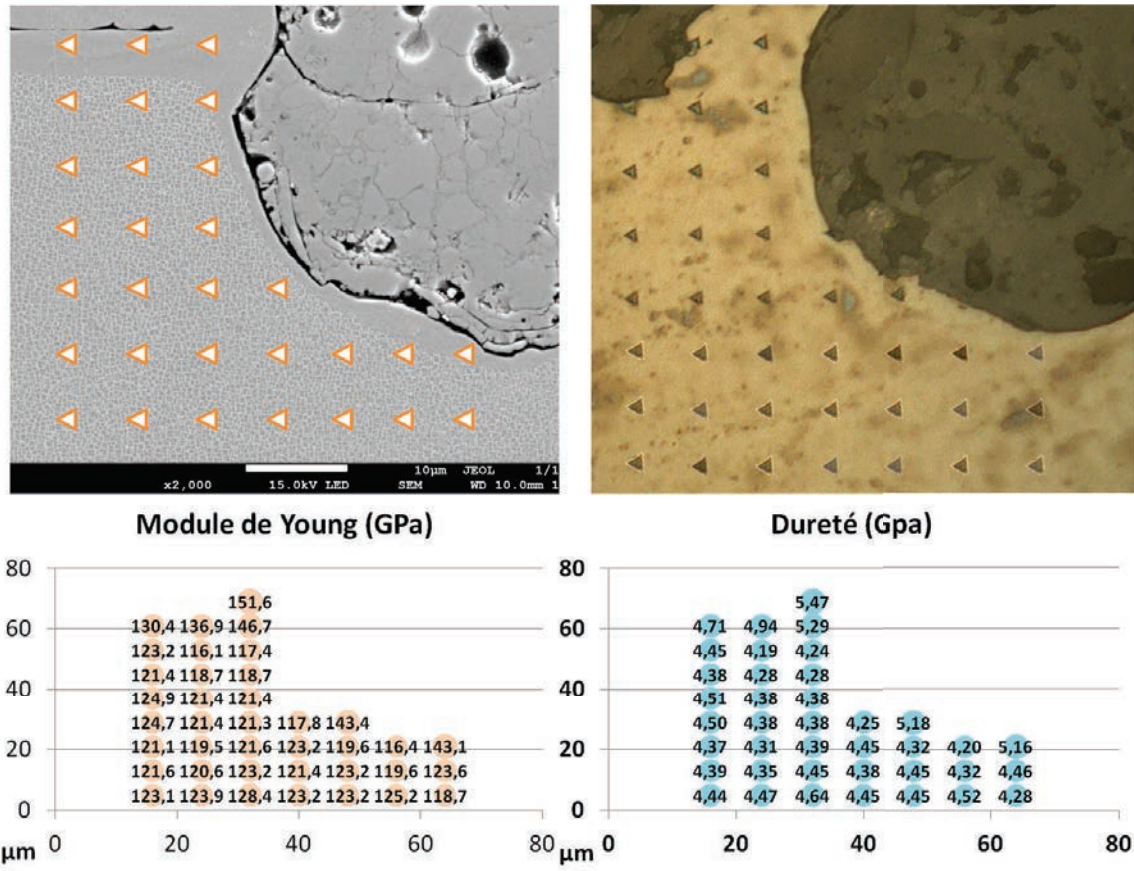 10µm JEOL 1/1
x2,000 15.0kV LED SEM WD 10.0mm 1
Module de Young (GPa)
80
151,6
60 130,4 136,9 146,7
123,2 116,1 117,4
121,4 118,7 118,7
40 124,9 121,4 121,4
124,7 121,4 121,3 117,8 143,4
20 121,1 119,5 121,6 123,2 119,6 116,4 143,1
121,6 120,6 123,2 121,4 123,2 119,6 123,6
0 123,1 123,9 128,4 123,2 123,2 125,2 118,7
µm 0 20 40 60 80
Dureté (Gpa)
80
5,47
60 4,71 4,94 5,29
4,45 4,19 4,24
4,38 4,28 4,28
40 4,51 4,38 4,38
4,50 4,38 4,38 4,25 5,18
20 4,37 4,31 4,39 4,45 4,32 4,20 5,16
4,39 4,35 4,45 4,38 4,45 4,32 4,46
0 4,44 4,47 4,64 4,45 4,45 4,52 4,28
µm 0 20 40 60 80